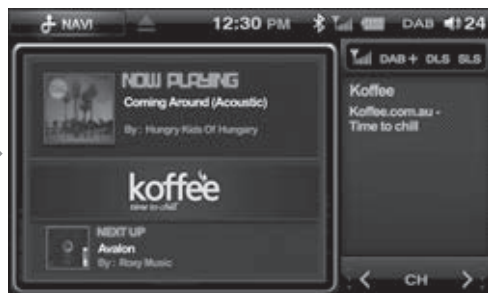 NAVI 12:30 PM DAB 24
DAB+ DLS SLS
NOW PLAYING
Coming Around (Acoustic)
By: Hungry Kids Of Hungary
koffee
time to chill
NEXT UP
Avalon
By: Roxy Music
Koffee
Koffee.com.au -
Time to chill
< CH >